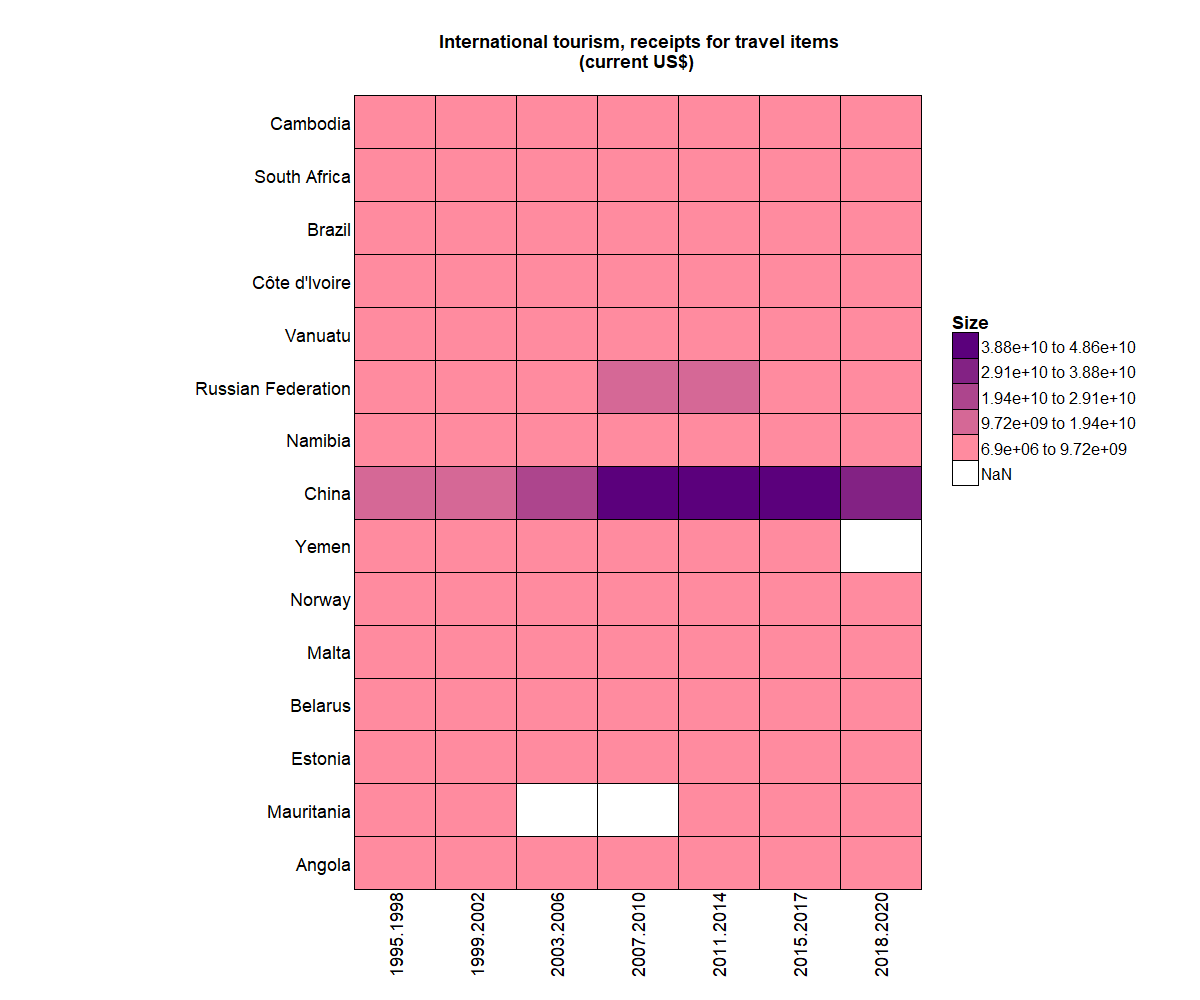 International tourism, receipts for travel items
(current US$)
Cambodia
South Africa
Brazil
Côte d'Ivoire
Vanuatu
Russian Federation
Namibia
China
Yemen
Norway
Malta
Belarus
Estonia
Mauritania
Angola
1995.1998
1999.2002
2003.2006
2007.2010
2011.2014
2015.2017
2018.2020
Size
3.88e+10 to 4.86e+10
2.91e+10 to 3.88e+10
1.94e+10 to 2.91e+10
9.72e+09 to 1.94e+10
6.9e+06 to 9.72e+09
NaN